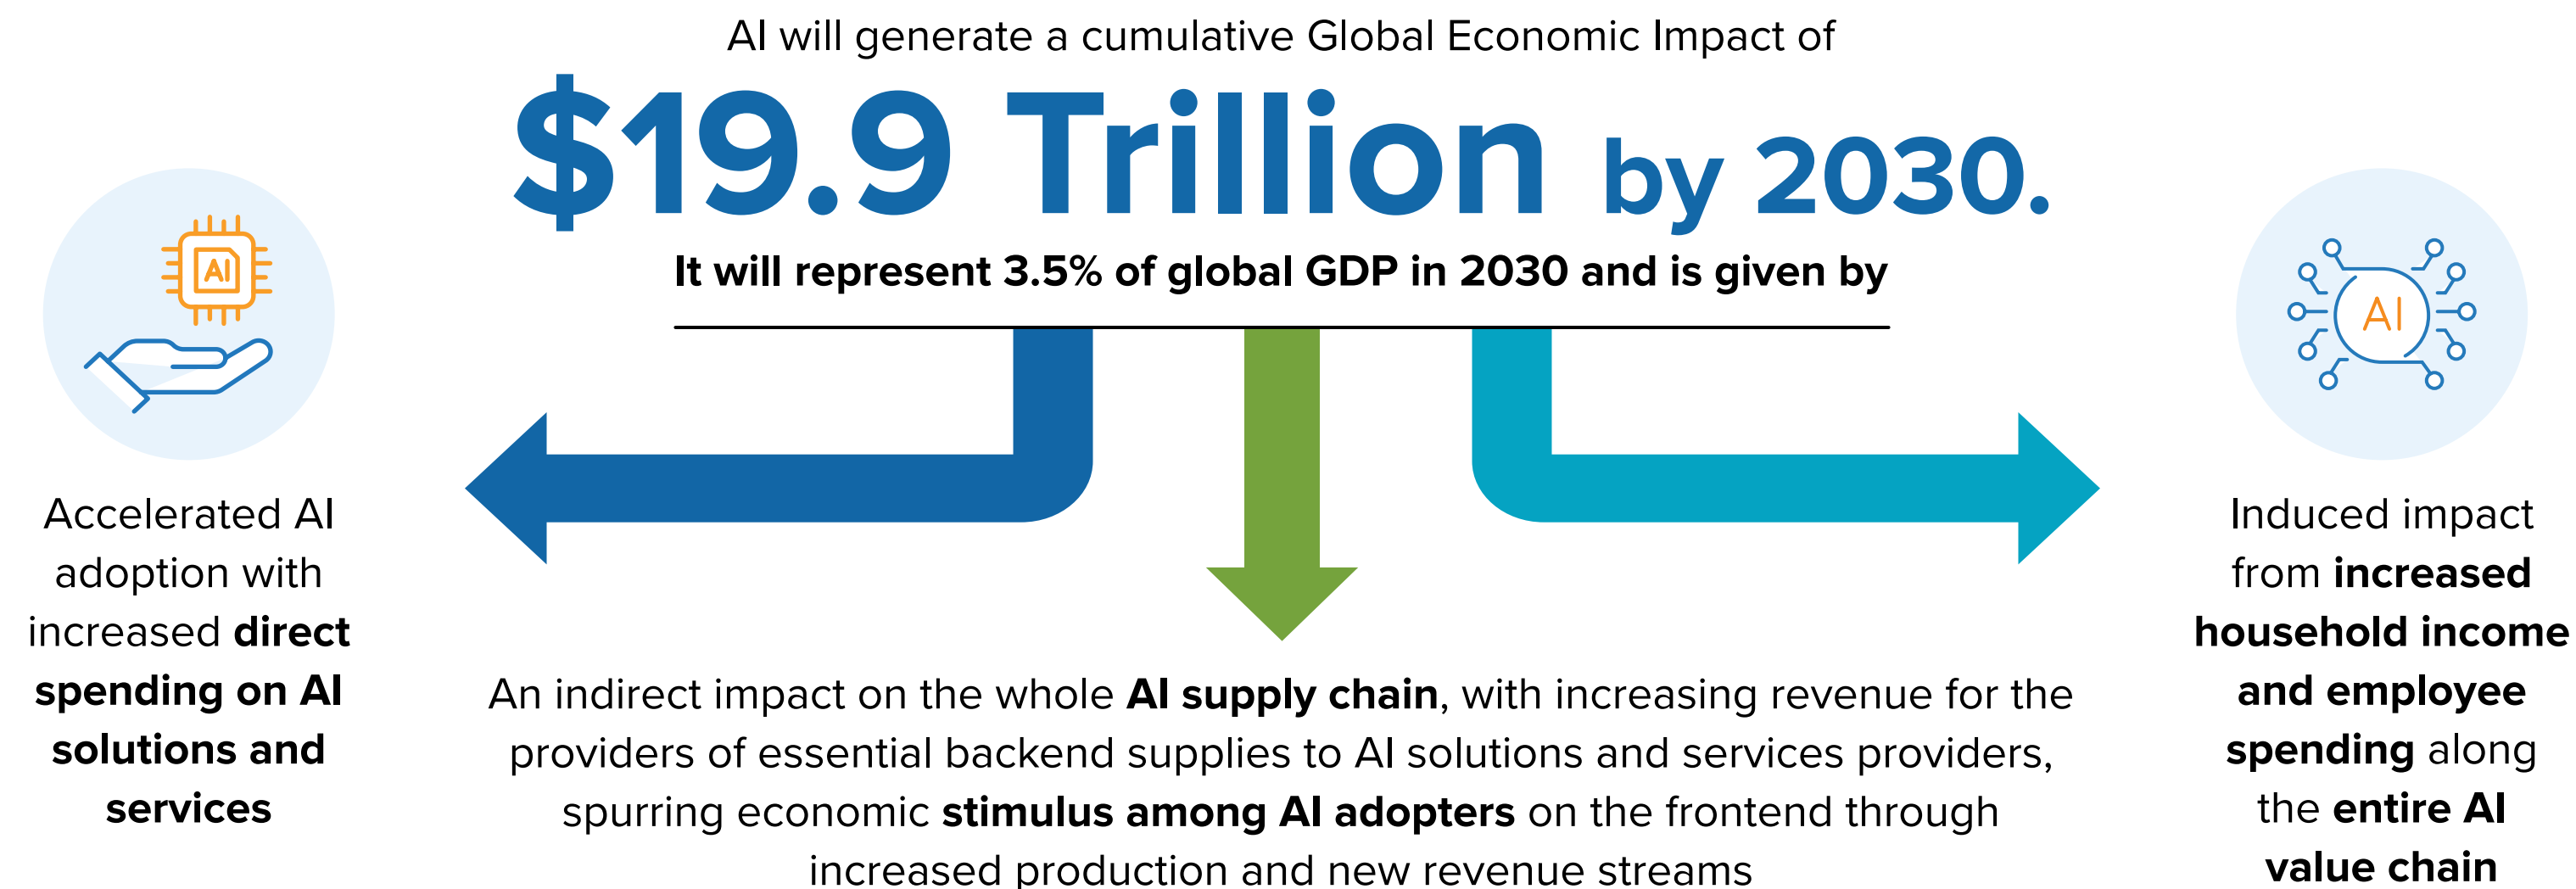 AI will generate a cumulative Global Economic Impact of
$19.9 Trillion by 2030.
It will represent 3.5% of global GDP in 2030 and is given by
AI
Accelerated AI
adoption with
increased direct
spending on AI
solutions and
services
An indirect impact on the whole AI supply chain, with increasing revenue for the
providers of essential backend supplies to AI solutions and services providers,
spurring economic stimulus among AI adopters on the frontend through
increased production and new revenue streams
AI
Induced impact
from increased
household income
and employee
spending along
the entire AI
value chain